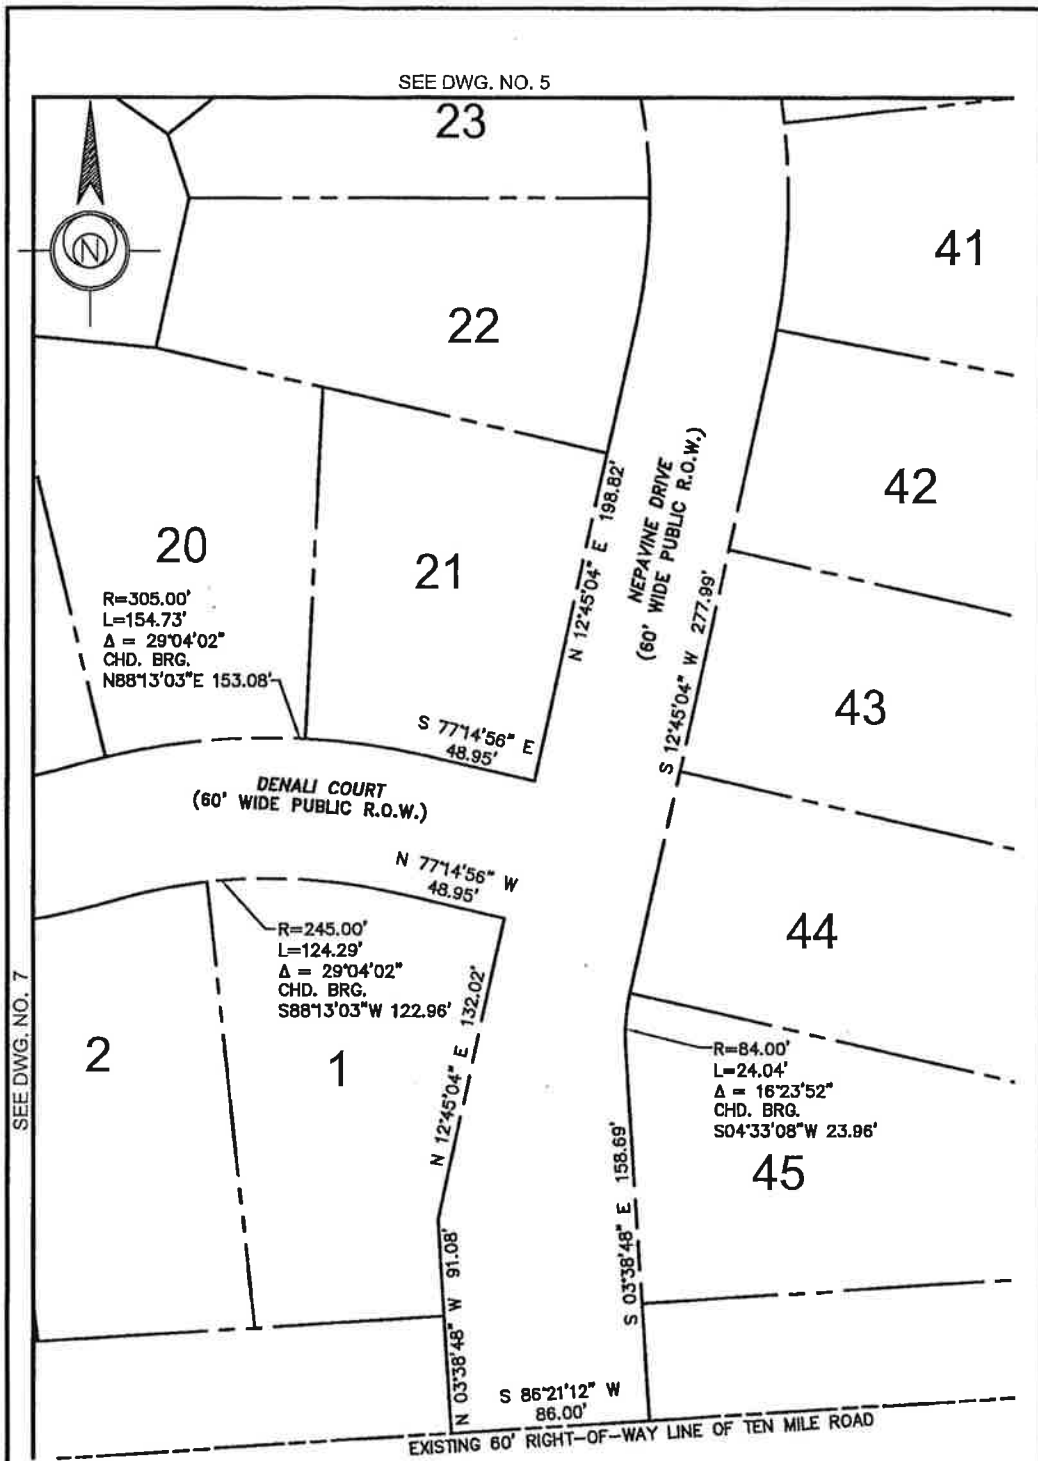 SEE DWG. NO. 5
23
N
41
22
NEPAVINE DRIVE
(60' WIDE PUBLIC R.O.W.)
N 12°45'04" E 198.82'
42
20
21
R=305.00'
L=154.73'
Δ = 29°04'02"
CHD. BRG.
N88°13'03"E 153.08'
S 12°45'04" W 277.99'
43
S 77°14'56" E
48.95'
DENALI COURT
(60' WIDE PUBLIC R.O.W.)
N 77°14'56" W
48.95'
R=245.00'
L=124.29'
Δ = 29°04'02"
CHD. BRG.
S88°13'03"W 122.96'
44
SEE DWG. NO. 7
2
1
N 12°45'04" E 132.02'
R=84.00'
L=24.04'
Δ = 16°23'52"
CHD. BRG.
S04°33'08"W 23.96'
45
S 03°38'48" E 158.69'
N 03°38'48" W 91.08'
S 86°21'12" W
86.00'
EXISTING 60' RIGHT-OF-WAY LINE OF TEN MILE ROAD